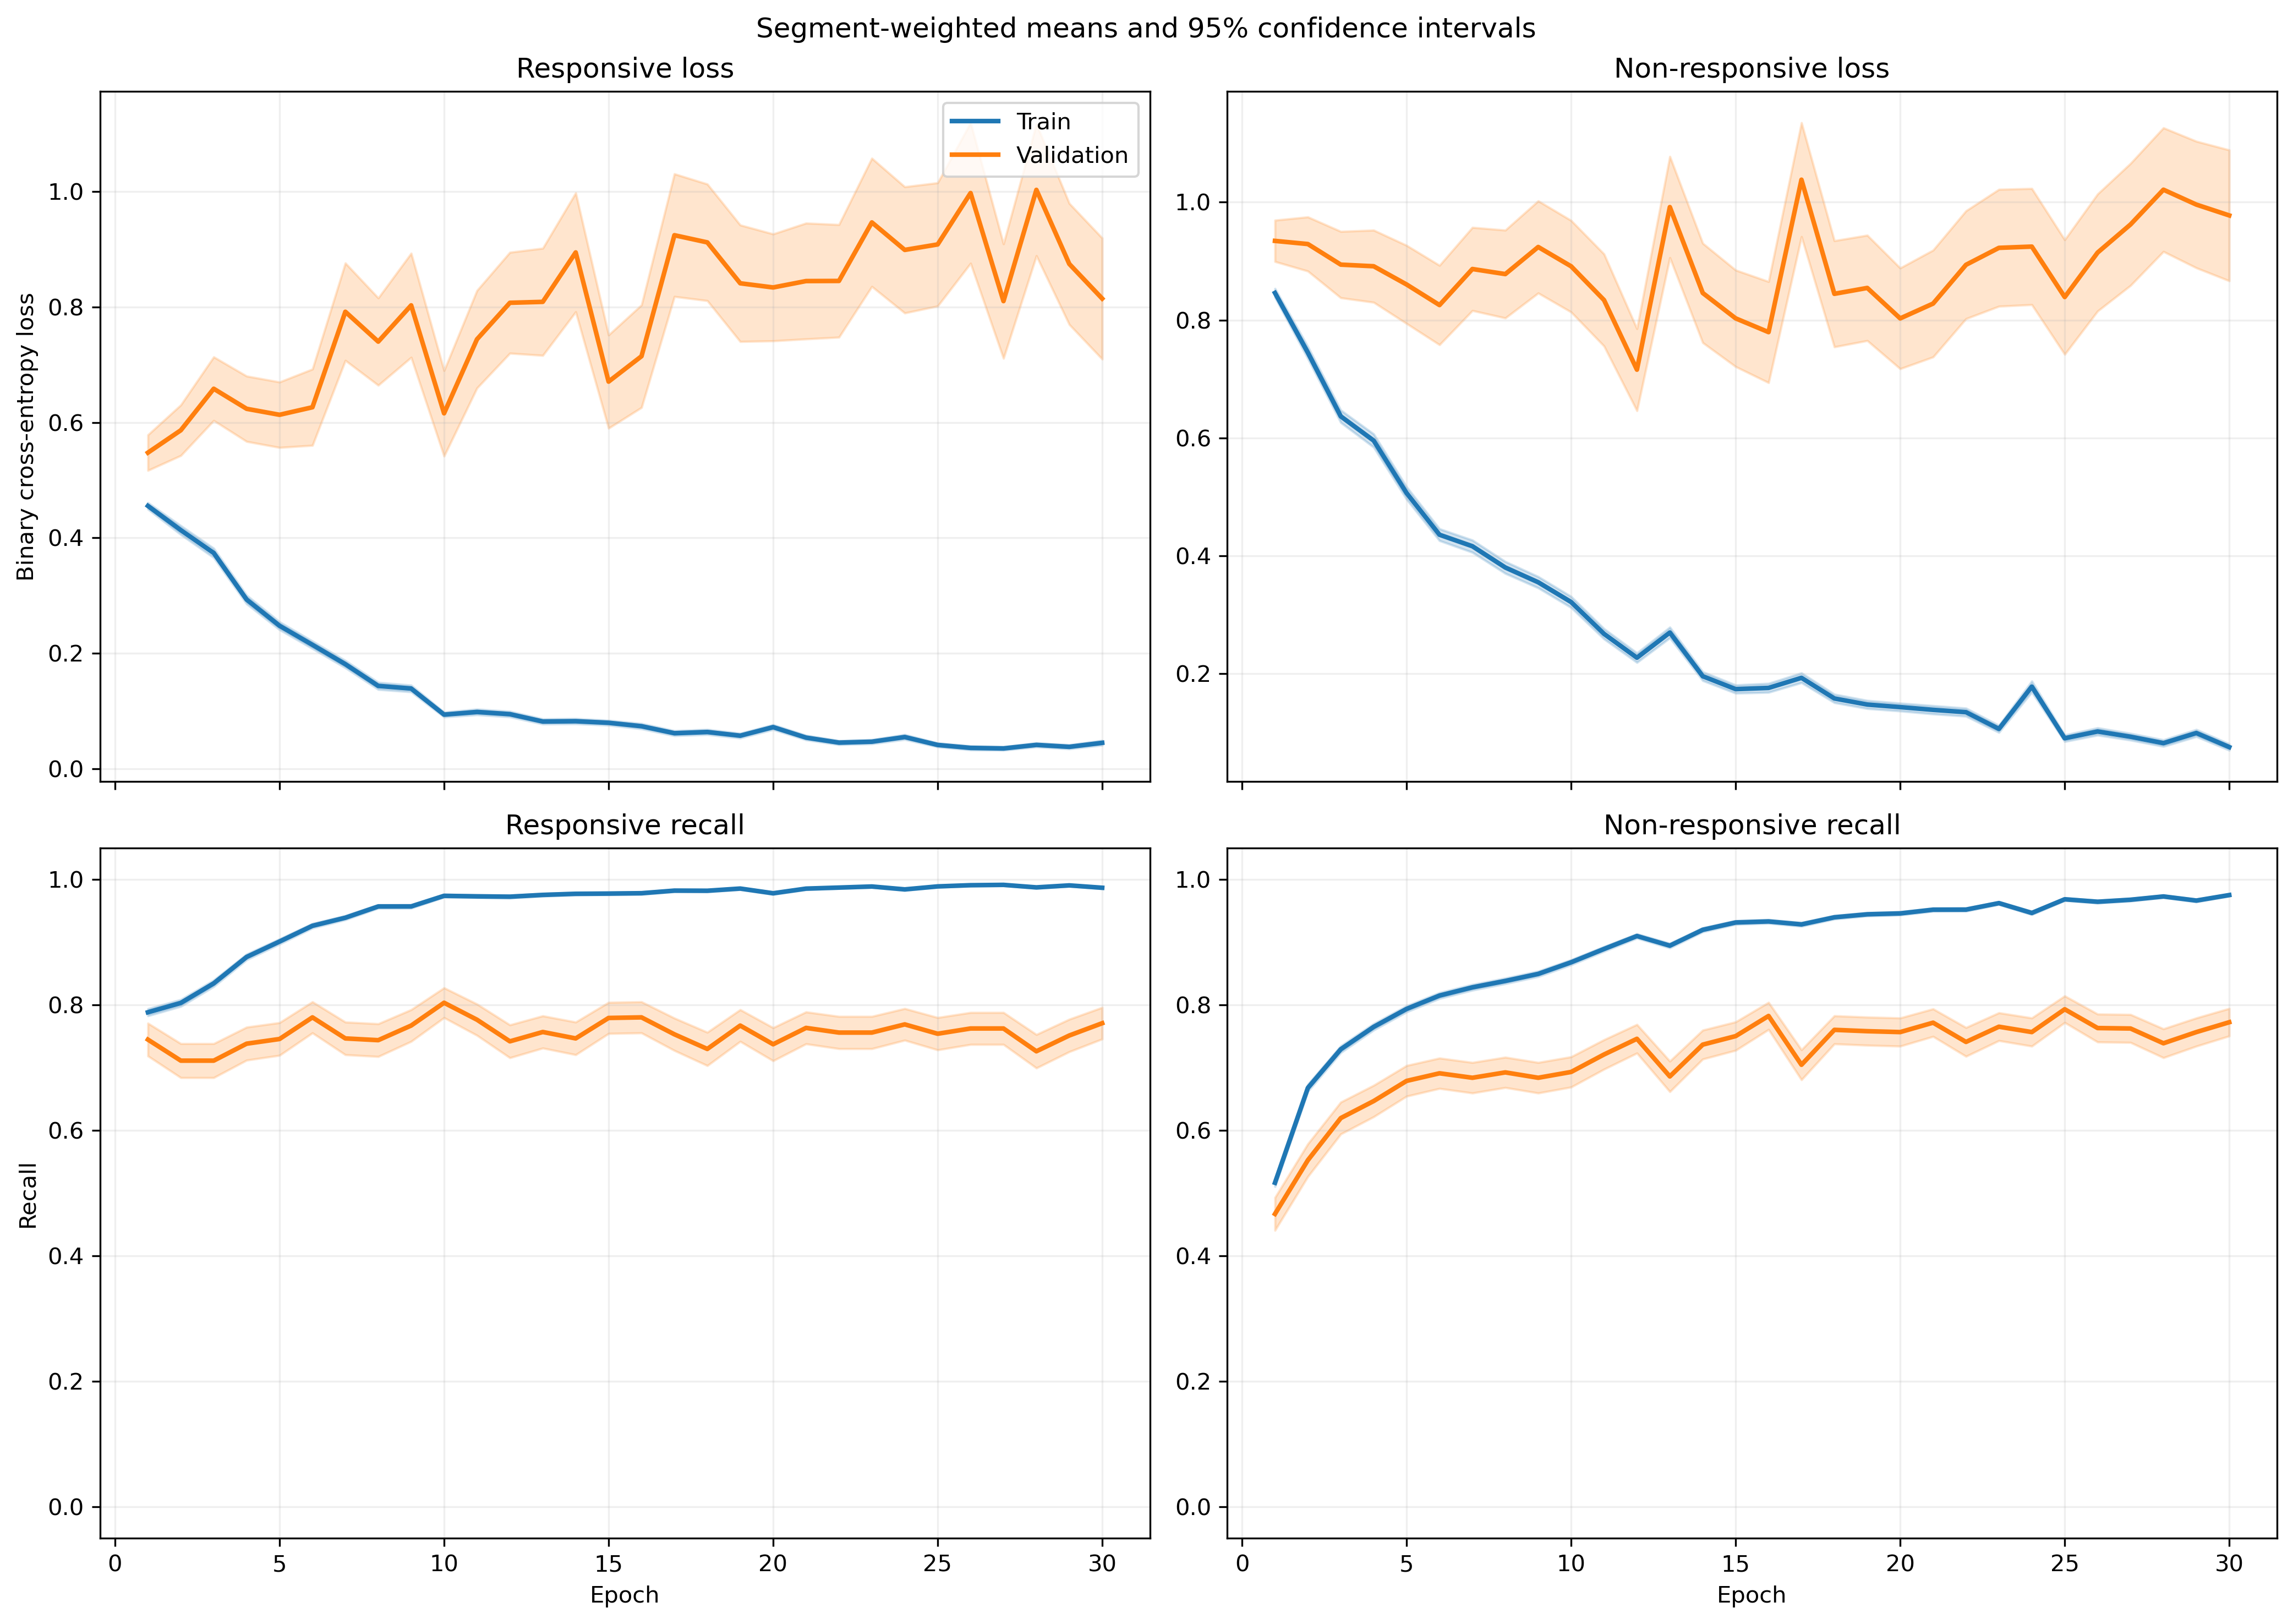 Segment-weighted means and 95% confidence intervals
Responsive loss
Non-responsive loss
Train
Validation
Binary cross-entropy loss
1.0
0.8
0.6
0.4
0.2
0.0
1.0
0.8
0.6
0.4
0.2
Responsive recall
Non-responsive recall
Recall
1.0
0.8
0.6
0.4
0.2
0.0
1.0
0.8
0.6
0.4
0.2
0.0
0 5 10 15 20 25 30
0 5 10 15 20 25 30
Epoch
Epoch